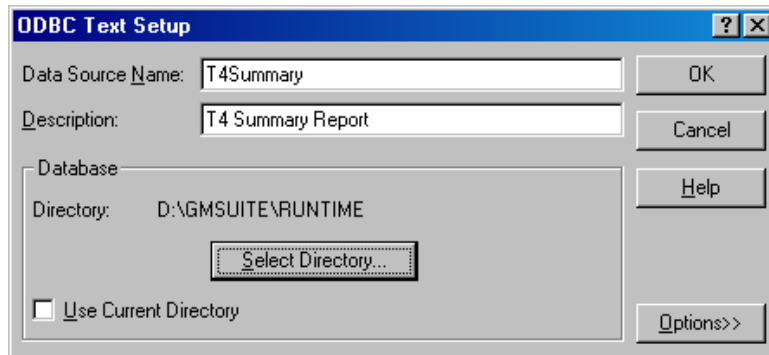 ODBC Text Setup
Data Source Name: T4Summary
OK
Description: T4 Summary Report
Cancel
Database
Help
Directory: D:\GMSUITE\RUNTIME
Select Directory...
Use Current Directory
Options>>